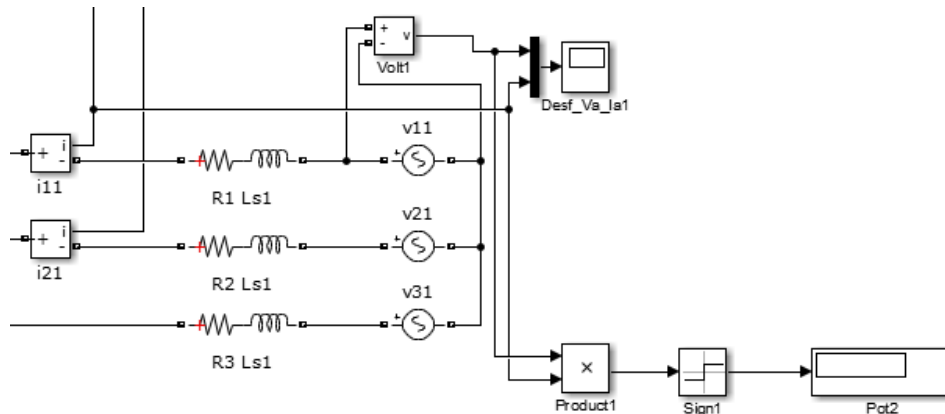 +
-
v
Volt1
Desf_Va_Ia1
+
i
-
i11
R1 Ls1
+
v11
+
i
-
i21
R2 Ls1
+
v21
R3 Ls1
+
v31
×
Product1
Sign1
Pot2